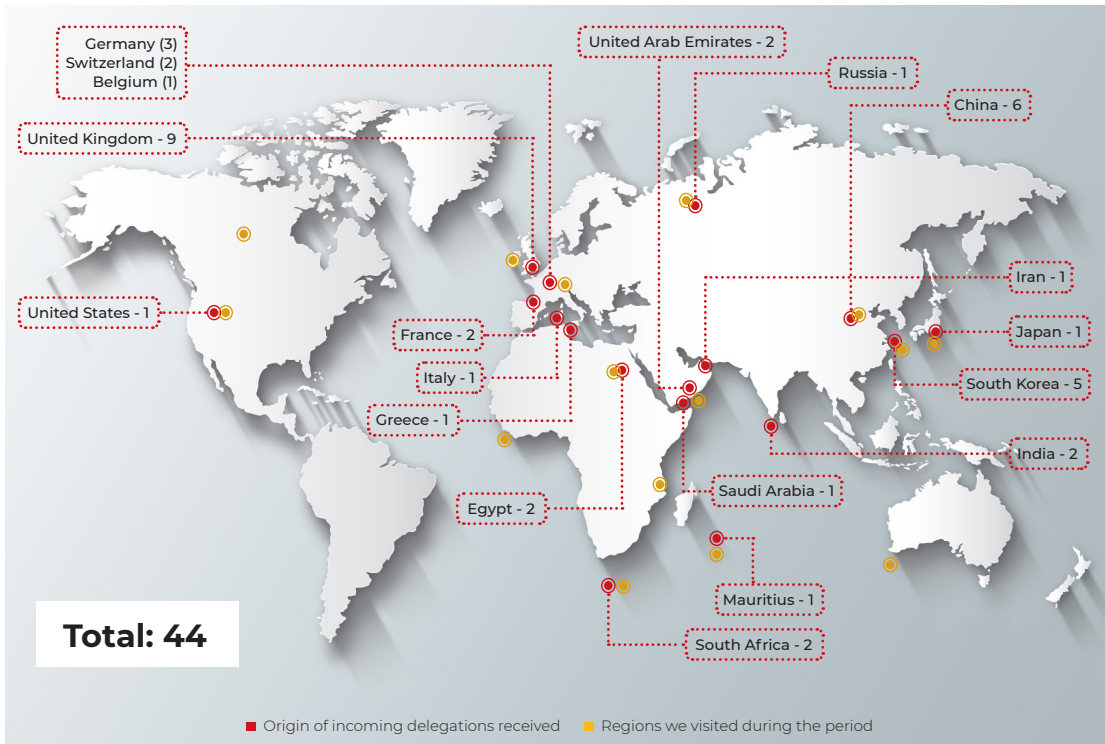 Germany (3)
Switzerland (2)
Belgium (1)
United Arab Emirates - 2
Russia - 1
China - 6
United Kingdom - 9
Iran - 1
United States - 1
France - 2
Japan - 1
Italy - 1
South Korea - 5
Greece - 1
India - 2
Saudi Arabia - 1
Egypt - 2
Mauritius - 1
South Africa - 2
Total: 44
Origin of incoming delegations received
Regions we visited during the period